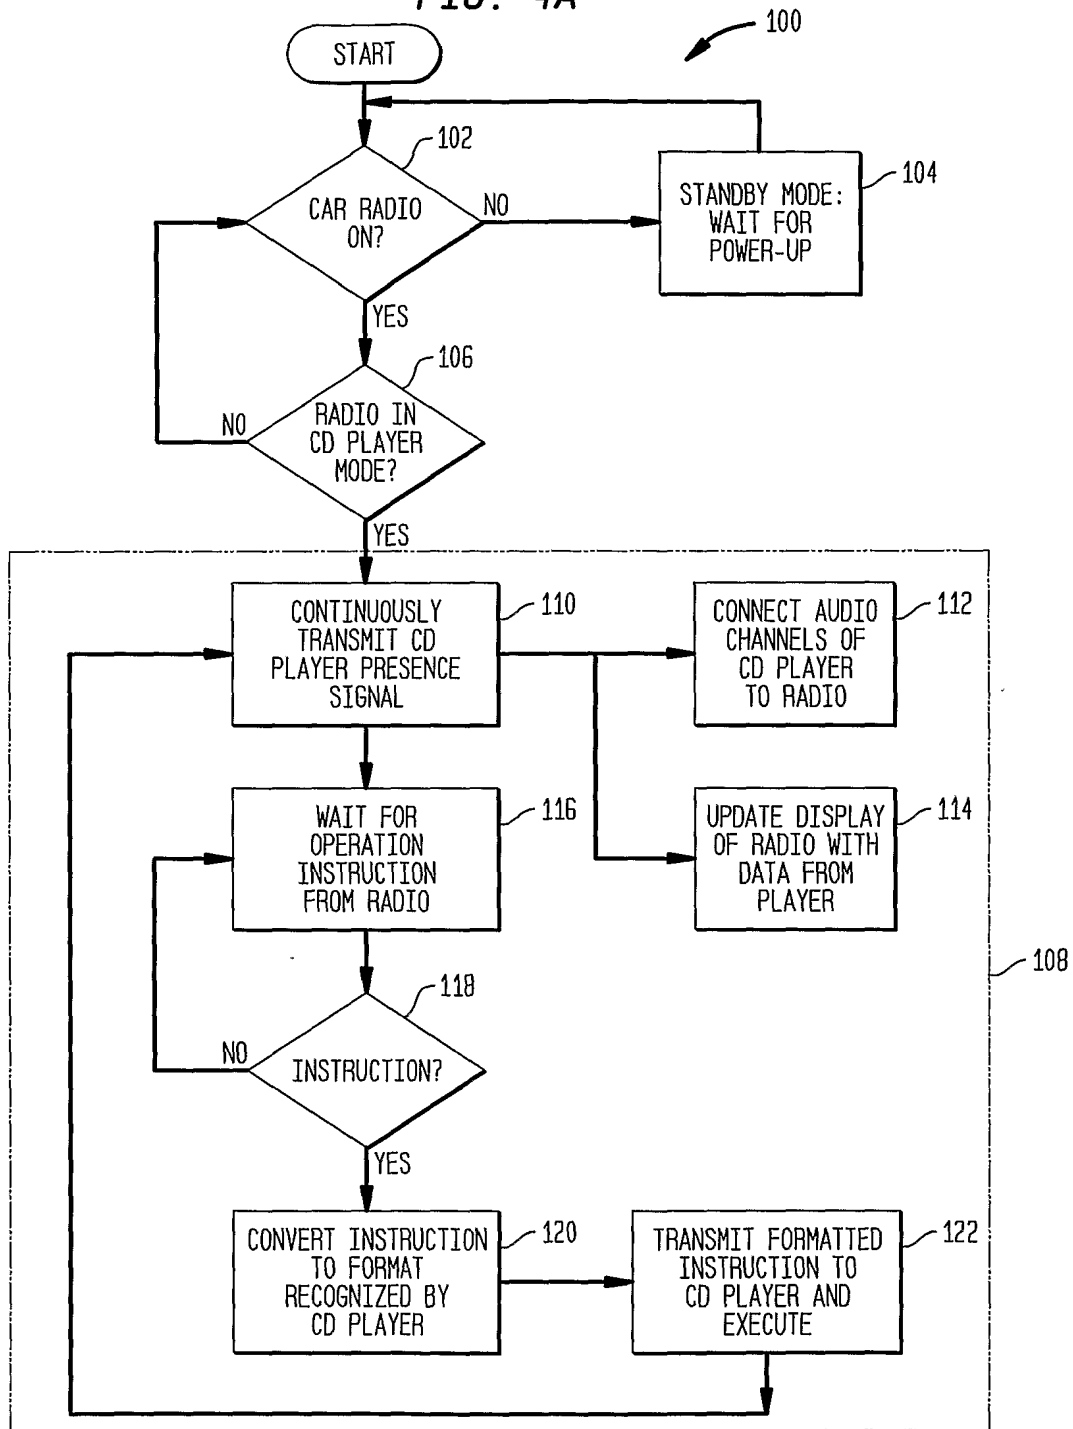 FIG. 4A
100
START
102
CAR RADIO
ON?
NO
YES
104
STANDBY MODE:
WAIT FOR
POWER-UP
106
RADIO IN
CD PLAYER
MODE?
NO
YES
110
CONTINUOUSLY
TRANSMIT CD
PLAYER PRESENCE
SIGNAL
112
CONNECT AUDIO
CHANNELS OF
CD PLAYER
TO RADIO
116
WAIT FOR
OPERATION
INSTRUCTION
FROM RADIO
114
UPDATE DISPLAY
OF RADIO WITH
DATA FROM
PLAYER
108
118
INSTRUCTION?
NO
YES
120
CONVERT INSTRUCTION
TO FORMAT
RECOGNIZED BY
CD PLAYER
122
TRANSMIT FORMATTED
INSTRUCTION TO
CD PLAYER AND
EXECUTE